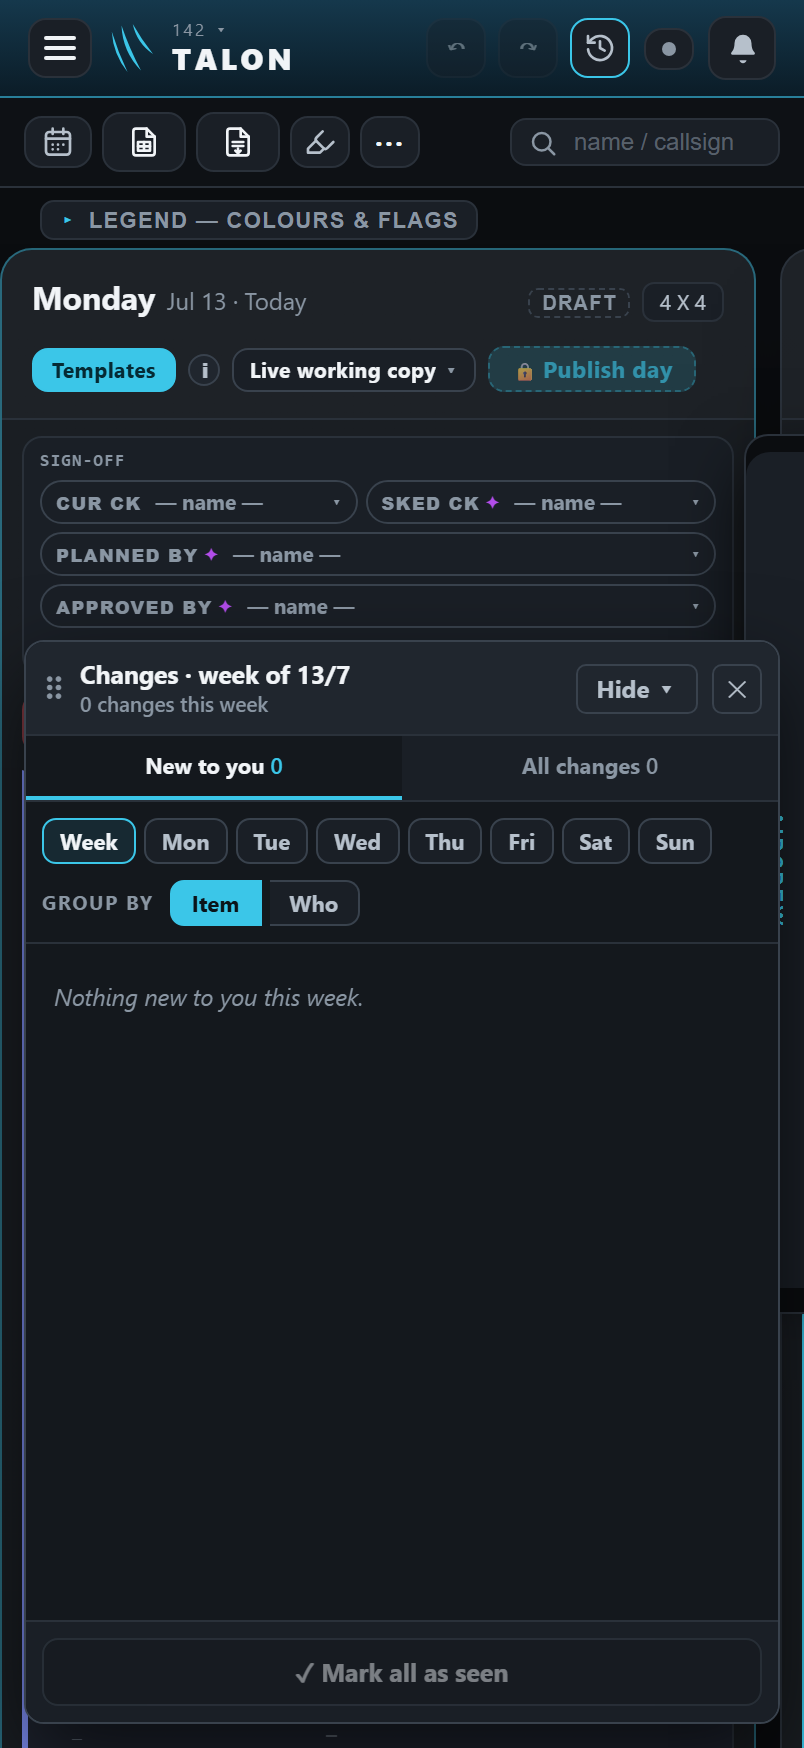 142 ▾
TALON
...
name / callsign
▸ LEGEND — COLOURS & FLAGS
Monday Jul 13 · Today
DRAFT
4 X 4
Templates
i
Live working copy ▾
🔒 Publish day
SIGN-OFF
CUR CK — name — ▾
SKED CK ✦ — name — ▾
PLANNED BY ✦ — name — ▾
APPROVED BY ✦ — name — ▾
Changes · week of 13/7
0 changes this week
Hide ▾
New to you 0
All changes 0
Week Mon Tue Wed Thu Fri Sat Sun
GROUP BY Item Who
Nothing new to you this week.
✓ Mark all as seen